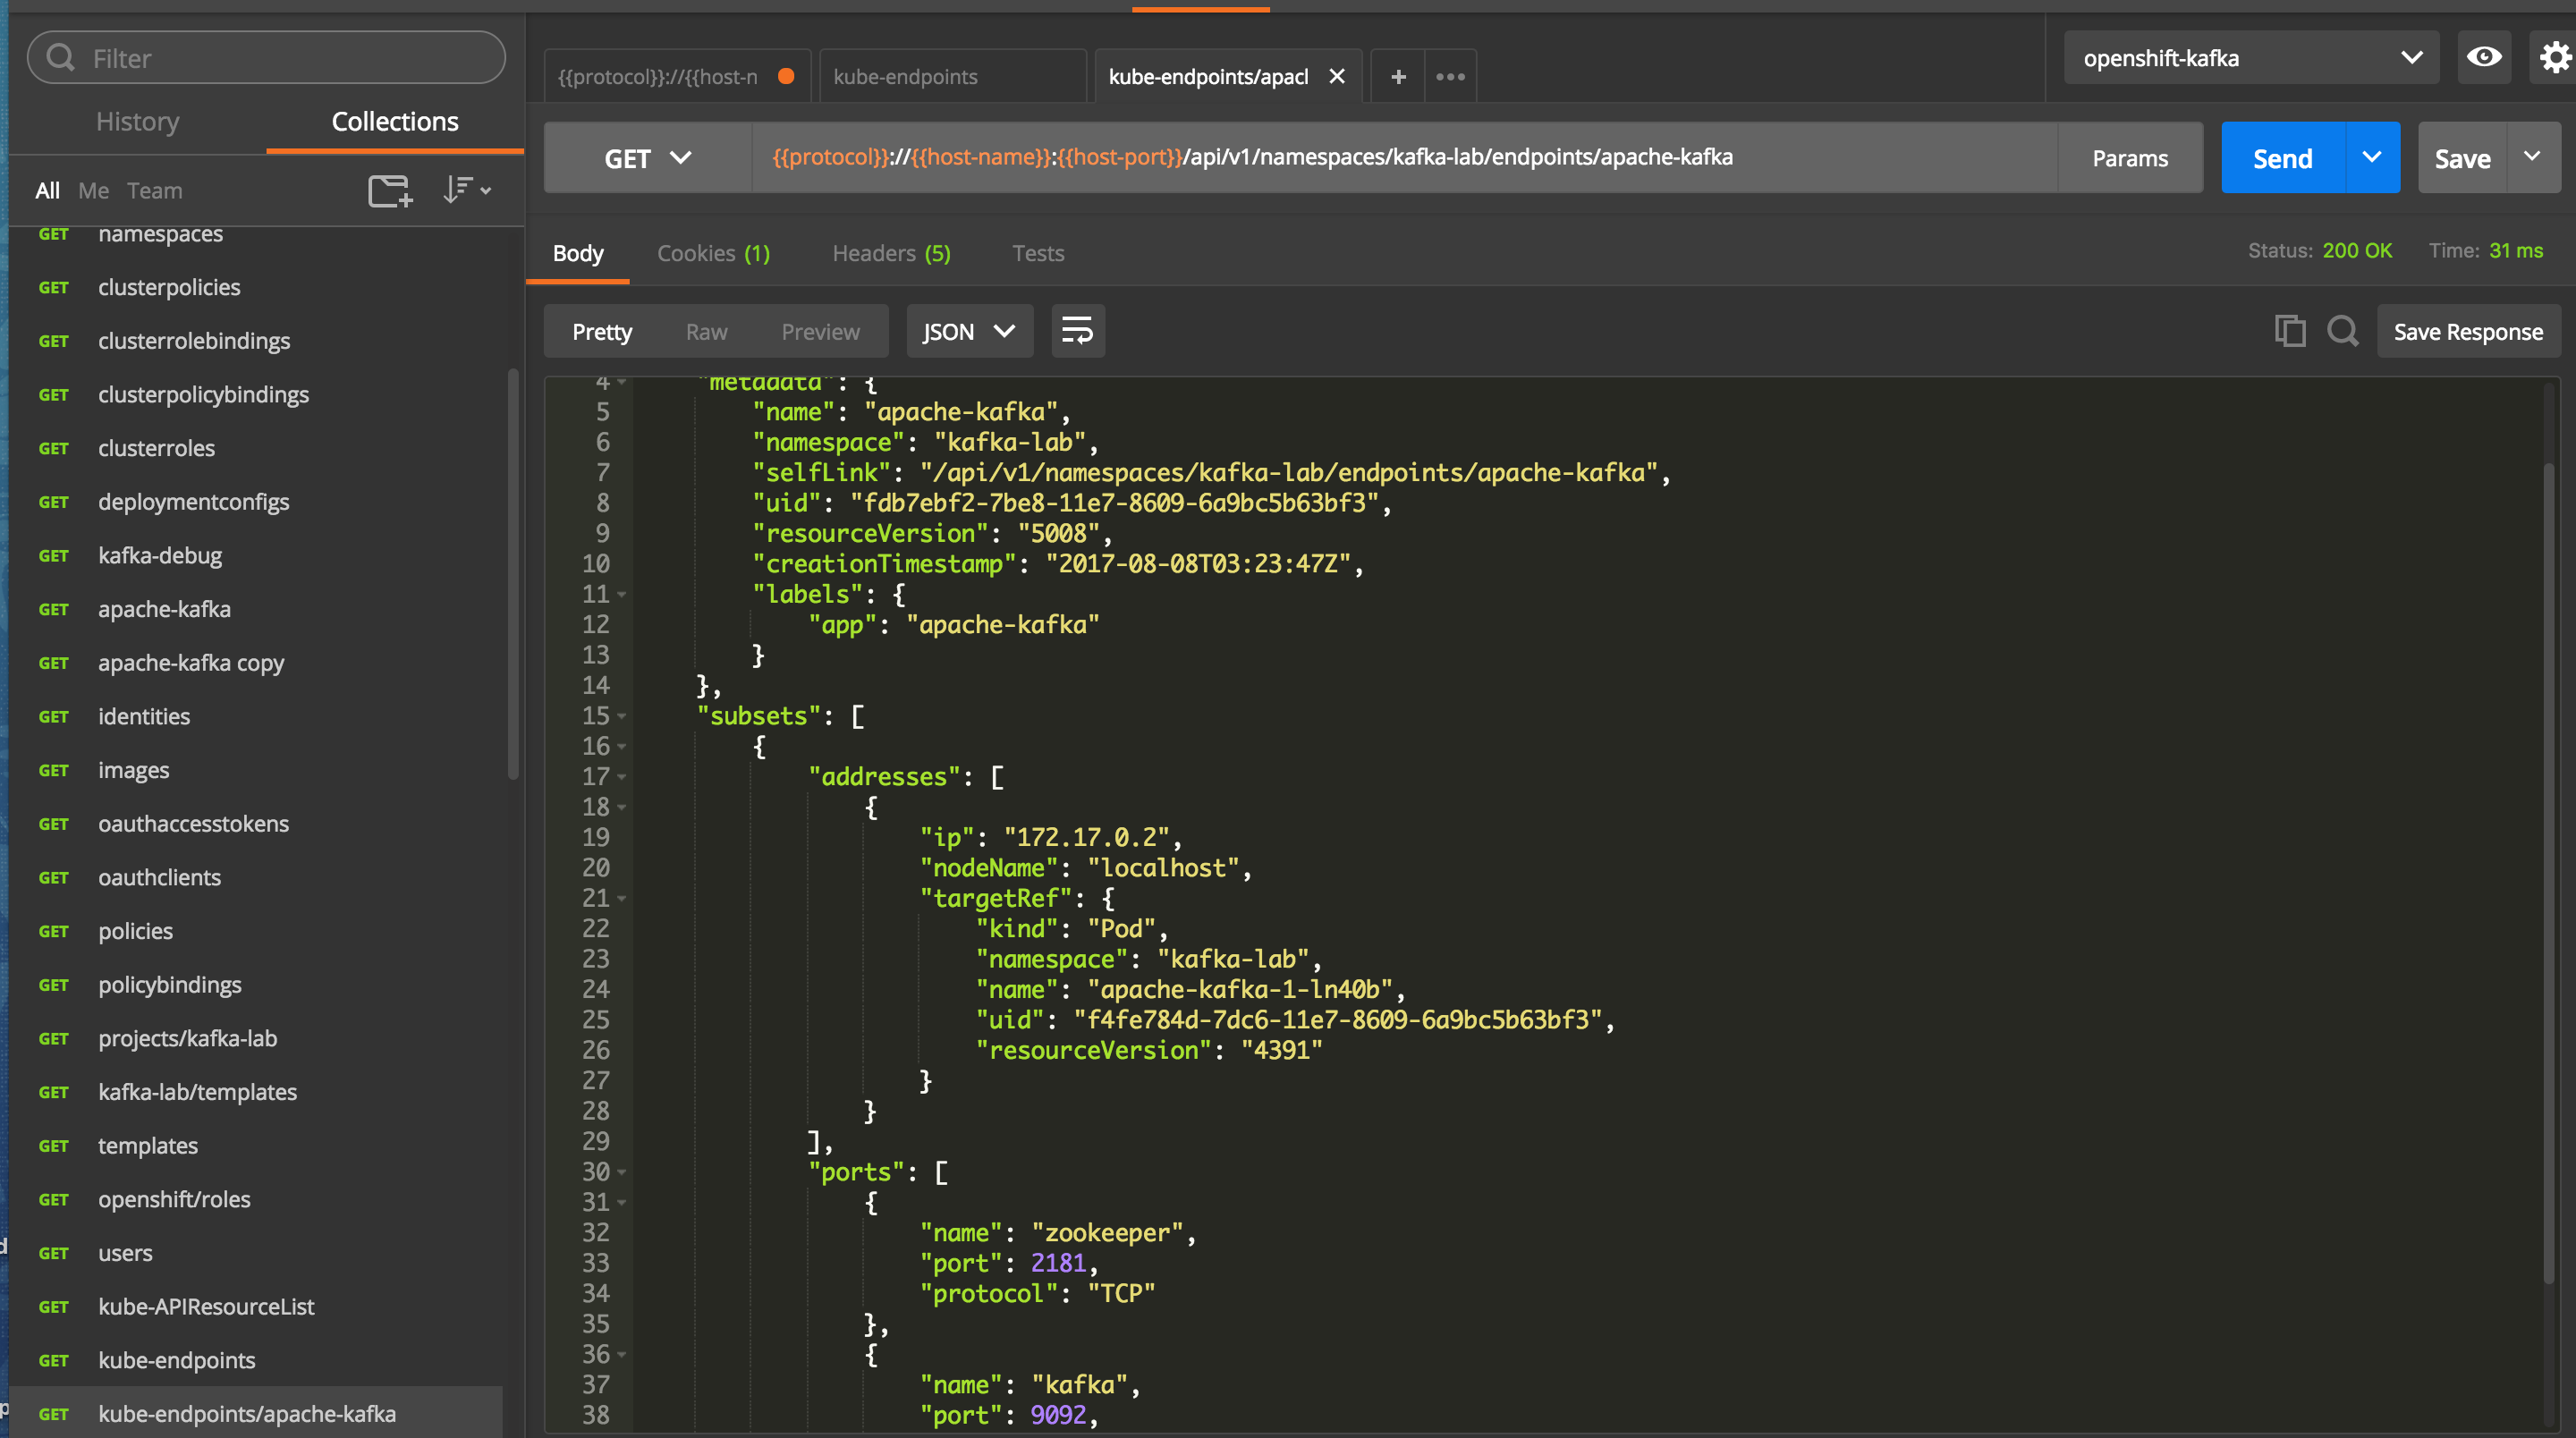 Filter
History Collections
All Me Team
GET namespaces
GET clusterpolicies
GET clusterrolebindings
GET clusterpolicybindings
GET clusterroles
GET deploymentconfigs
GET kafka-debug
GET apache-kafka
GET apache-kafka copy
GET identities
GET images
GET oauthaccesstokens
GET oauthclients
GET policies
GET policybindings
GET projects/kafka-lab
GET kafka-lab/templates
GET templates
GET openshift/roles
GET users
GET kube-APIResourceList
GET kube-endpoints
GET kube-endpoints/apache-kafka
{{protocol}}://{{host-n kube-endpoints kube-endpoints/apacl
openshift-kafka
GET {{protocol}}://{{host-name}}:{{host-port}}/api/v1/namespaces/kafka-lab/endpoints/apache-kafka Params Send Save
Body Cookies (1) Headers (5) Tests Status: 200 OK Time: 31 ms
Pretty Raw Preview JSON Save Response
4 "metadata": {
5 "name": "apache-kafka",
6 "namespace": "kafka-lab",
7 "selfLink": "/api/v1/namespaces/kafka-lab/endpoints/apache-kafka",
8 "uid": "fdb7ebf2-7be8-11e7-8609-6a9bc5b63bf3",
9 "resourceVersion": "5008",
10 "creationTimestamp": "2017-08-08T03:23:47Z",
11 "labels": {
12 "app": "apache-kafka"
13 }
14 },
15 "subsets": [
16 {
17 "addresses": [
18 {
19 "ip": "172.17.0.2",
20 "nodeName": "localhost",
21 "targetRef": {
22 "kind": "Pod",
23 "namespace": "kafka-lab",
24 "name": "apache-kafka-1-ln40b",
25 "uid": "f4fe784d-7dc6-11e7-8609-6a9bc5b63bf3",
26 "resourceVersion": "4391"
27 }
28 }
29 ],
30 "ports": [
31 {
32 "name": "zookeeper",
33 "port": 2181,
34 "protocol": "TCP"
35 },
36 {
37 "name": "kafka",
38 "port": 9092,